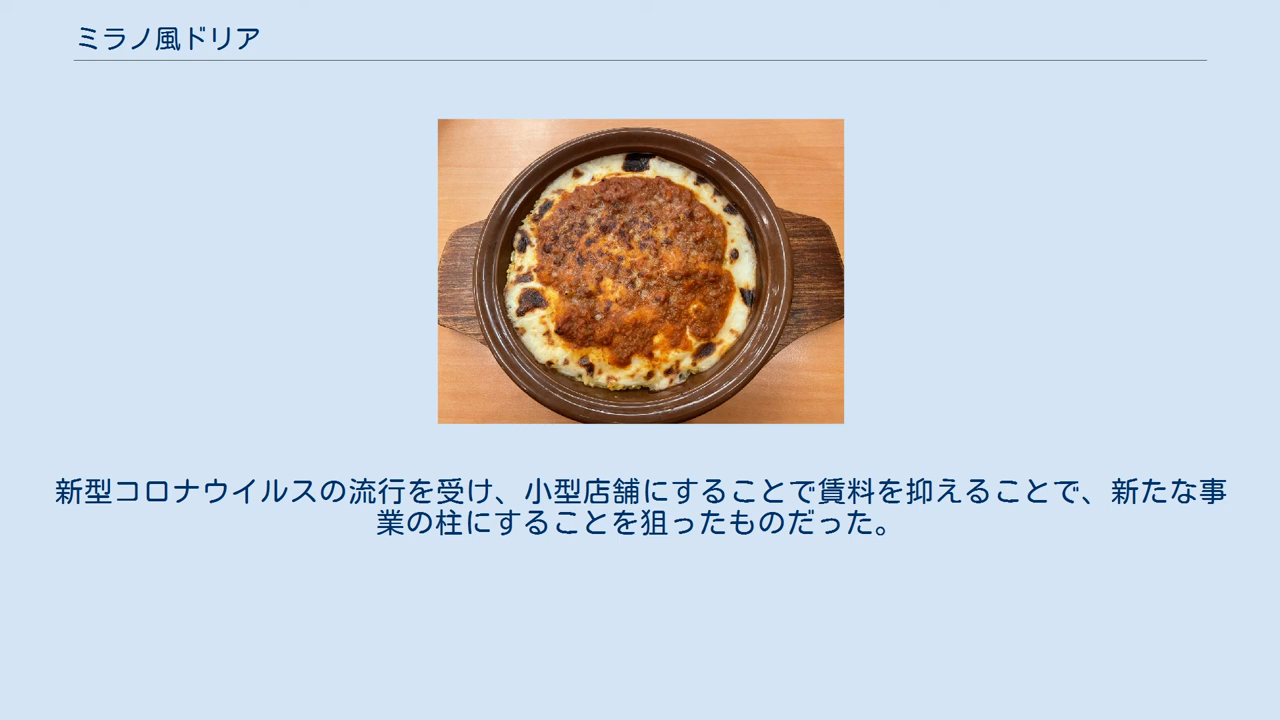 ミラノ風ドリア
新型コロナウイルスの流行を受け、小型店舗にすることで賃料を抑えることで、新たな事
業の柱にすることを狙ったものだった。